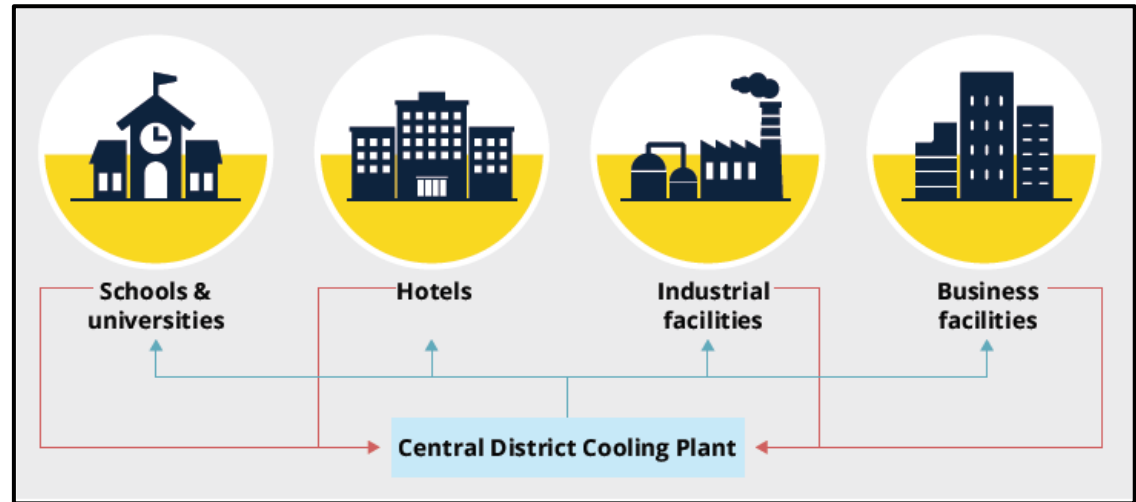 Schools &
universities
Hotels
Industrial
facilities
Business
facilities
Central District Cooling Plant